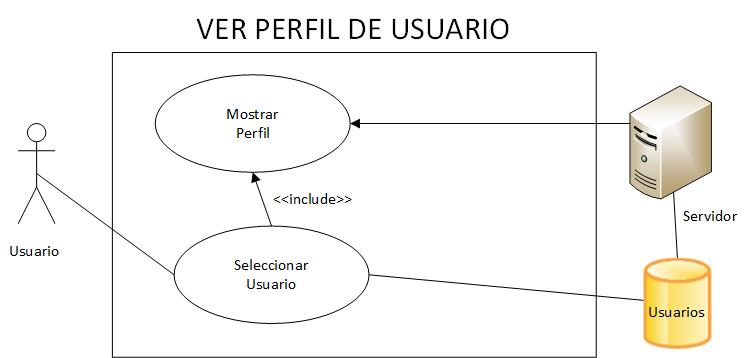 VER PERFIL DE USUARIO
Mostrar
Perfil
<<include>>
Usuario
Servidor
Seleccionar
Usuario
Usuarios